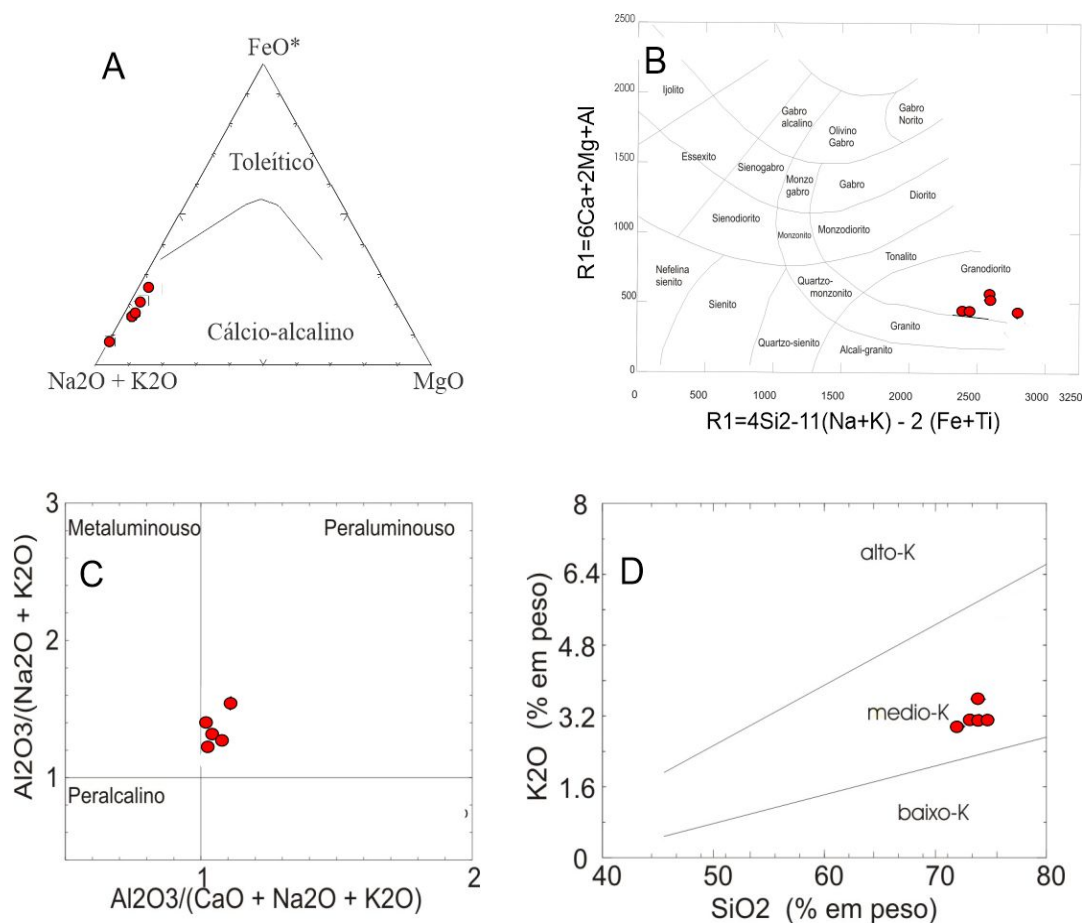 A
FeO*
Toleítico
Cálcio-alcalino
Na2O + K2O
MgO
B
R1=6Ca+2Mg+Al
2500
2000
1500
1000
500
0
Ijolito
Gabro
alcalino
Olivino
Gabro
Gabro
Norito
Essexito
Sienogabro
Monzo
gabro
Gabro
Diorito
Sienodiorito
Monzonito
Monzodiorito
Tonalito
Nefelina
sienito
Sienito
Quartzo-
monzonito
Granodiorito
Granito
Quartzo-sienito
Alcali-granito
0
500
1000
1500
2000
2500
3000
3250
R1=4Si2-11(Na+K) - 2 (Fe+Ti)
C
Al2O3/(Na2O + K2O)
3
2
1
Metaluminouso
Peraluminouso
Peralcalino
1
2
Al2O3/(CaO + Na2O + K2O)
D
K2O (% em peso)
8
6.4
4.8
3.2
1.6
0
alto-K
medio-K
baixo-K
40
50
60
70
80
SiO2 (% em peso)